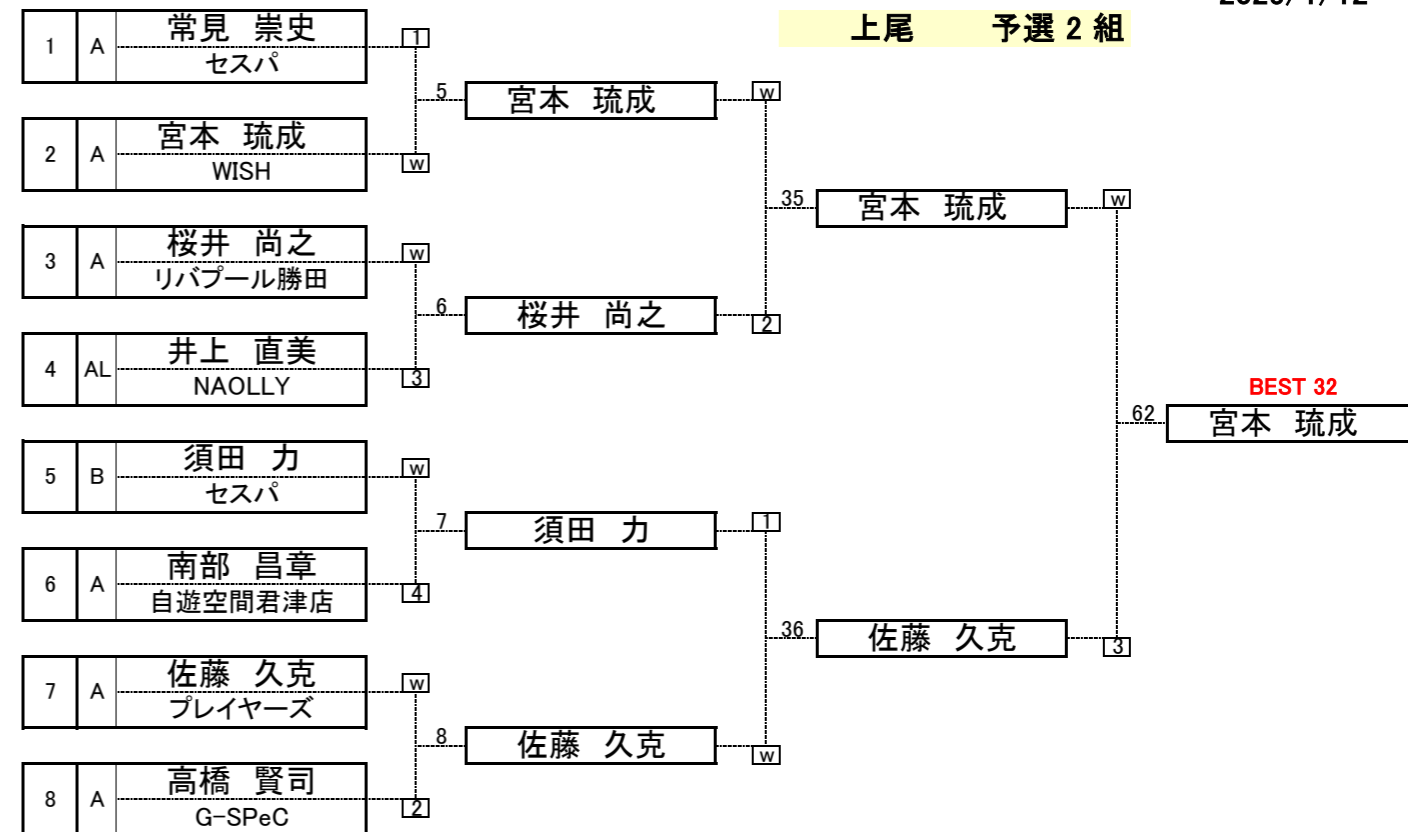 上尾 予選 2 組
1 A 常見 崇史 1
セスパ
5 宮本 琉成 w
2 A 宮本 琉成 w
WISH
35 宮本 琉成 w
3 A 桜井 尚之 w
リバプール勝田
6 桜井 尚之 2
4 AL 井上 直美 3
NAOLLY
BEST 32
62 宮本 琉成
5 B 須田 力 w
セスパ
7 須田 力 1
6 A 南部 昌章 4
自遊空間君津店
36 佐藤 久克 3
7 A 佐藤 久克 w
プレイヤーズ
8 佐藤 久克 w
8 A 高橋 賢司 2
G-SPeC